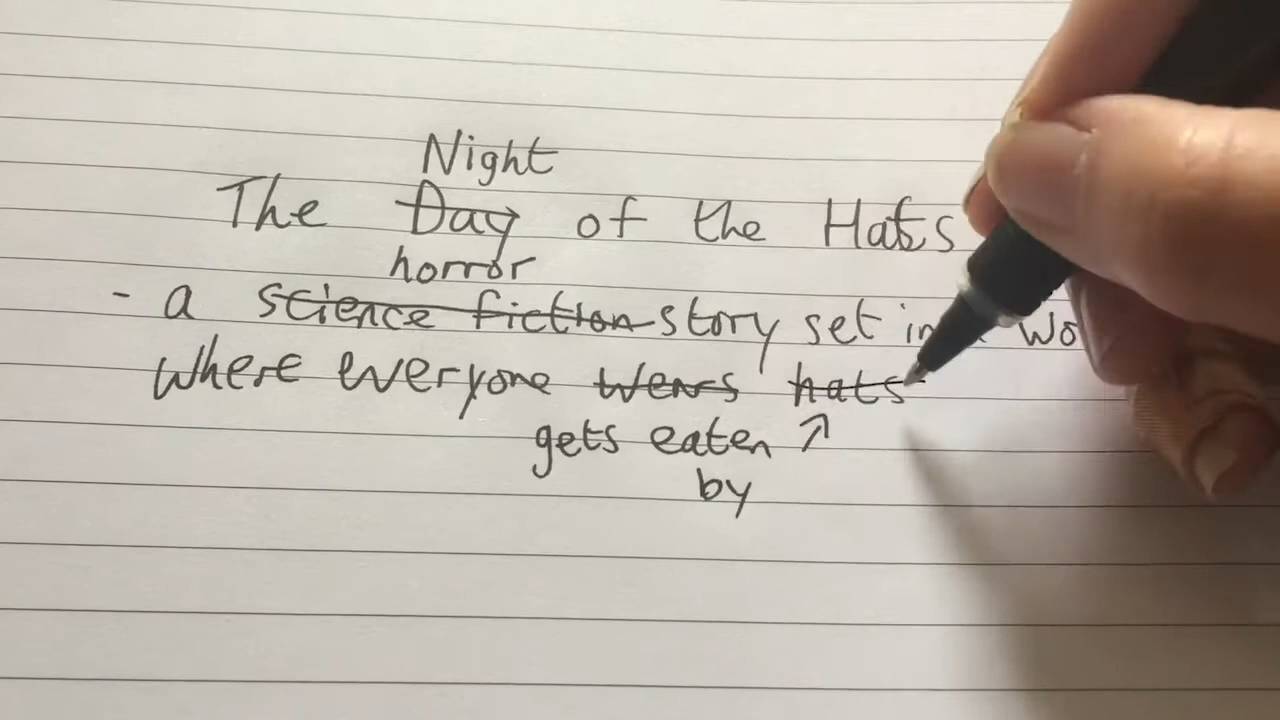 Night
The Day of the Hats
horror
- a science fiction story set in
where everyone wears hats
gets eaten ↗
by